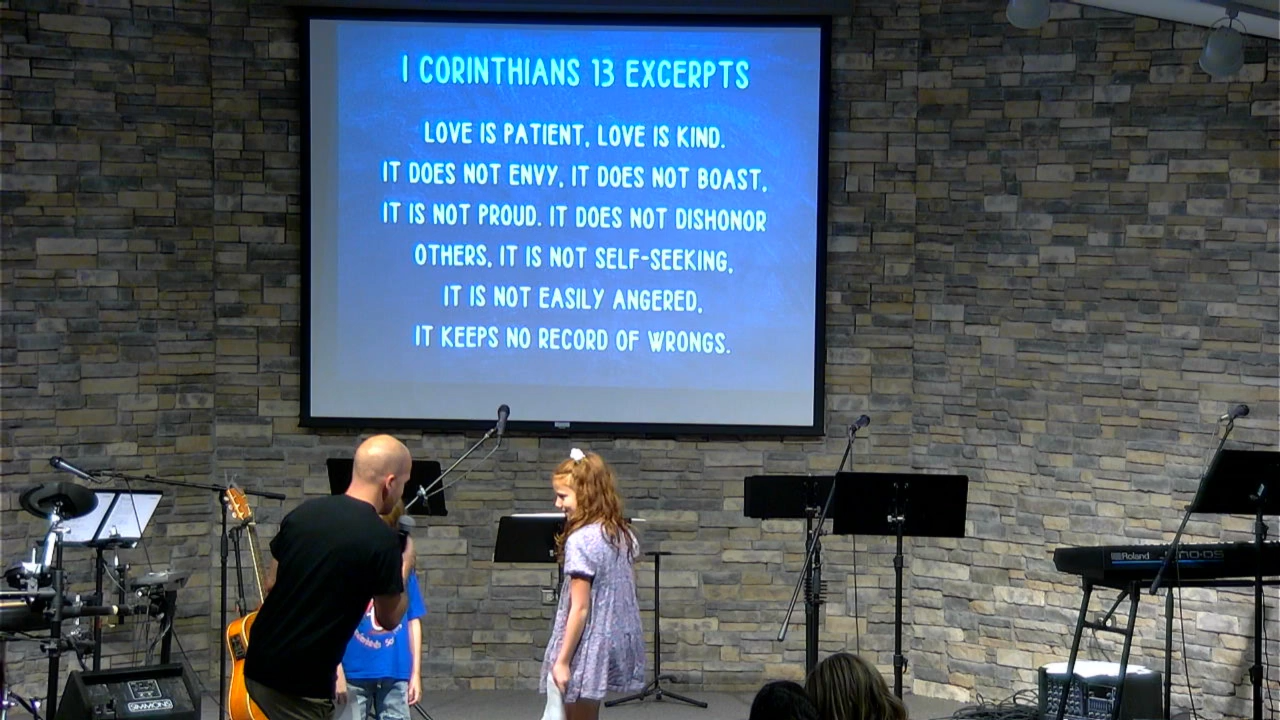 1 CORINTHIANS 13 EXCERPTS
LOVE IS PATIENT, LOVE IS KIND.
IT DOES NOT ENVY, IT DOES NOT BOAST,
IT IS NOT PROUD. IT DOES NOT DISHONOR
OTHERS, IT IS NOT SELF-SEEKING,
IT IS NOT EASILY ANGERED,
IT KEEPS NO RECORD OF WRONGS.
Roland
SIMMONS